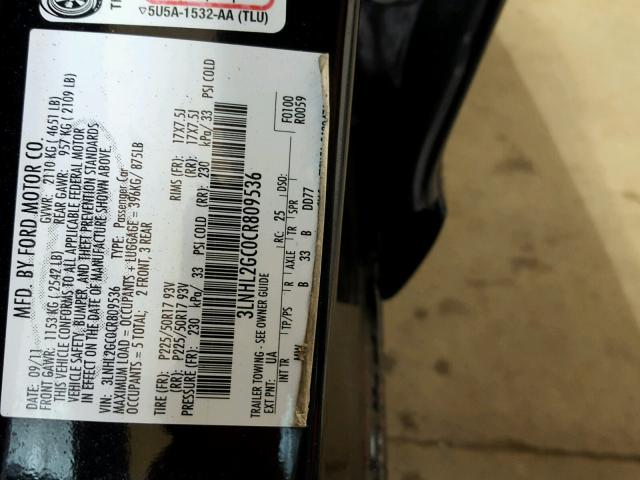 5U5A-1532-AA (TLU)
MFD. BY FORD MOTOR CO.
DATE: 09/11 GVWR: 2110 KG ( 4651 LB)
FRONT GAWR: 1153 KG ( 2542 LB) REAR GAWR: 957 KG ( 2109 LB)
THIS VEHICLE CONFORMS TO ALL APPLICABLE FEDERAL MOTOR
VEHICLE SAFETY, BUMPER, AND THEFT PREVENTION STANDARDS
IN EFFECT ON THE DATE OF MANUFACTURE SHOWN ABOVE.
VIN: 3LNHL2GC0CR809536 TYPE: Passenger Car
MAXIMUM LOAD = OCCUPANTS + LUGGAGE = 396KG/ 875LB
OCCUPANTS = 5 TOTAL; 2 FRONT, 3 REAR
TIRE (FR): P225/50R17 93V RIMS (FR): 17X7.5J
(RR): P225/50R17 93V (RR): 17X7.5J
PRESSURE (FR): 230 kPa/ 33 PSI COLD (RR): 230 kPa/ 33 PSI COLD
3LNHL2GC0CR809536
TRAILER TOWING - SEE OWNER GUIDE F0100
EXT PNT: UA RC: 25 DSO: R0059
INT TR TP/PS R AXLE TR SPR
B 33 B DD77